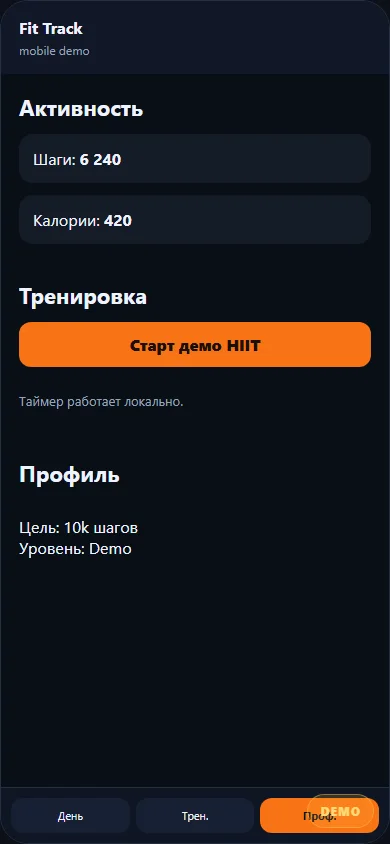 Fit Track
mobile demo
Активность
Шаги: 6 240
Калории: 420
Тренировка
Старт демо HIIT
Таймер работает локально.
Профиль
Цель: 10k шагов
Уровень: Demo
День
Трен.
Проф.
DEMO